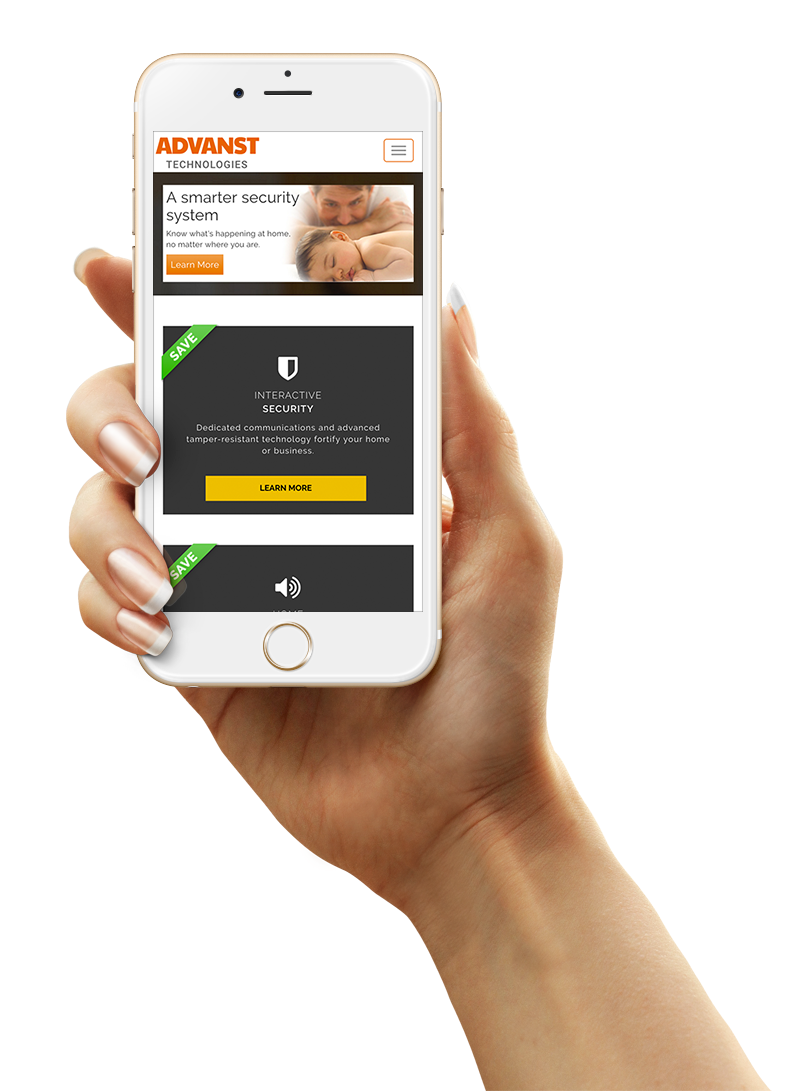 ADVANST
TECHNOLOGIES
A smarter security
system
Know what's happening at home,
no matter where you are.
Learn More
SAVE
INTERACTIVE
SECURITY
Dedicated communications and advanced
tamper-resistant technology fortify your home
or business.
LEARN MORE
SAVE